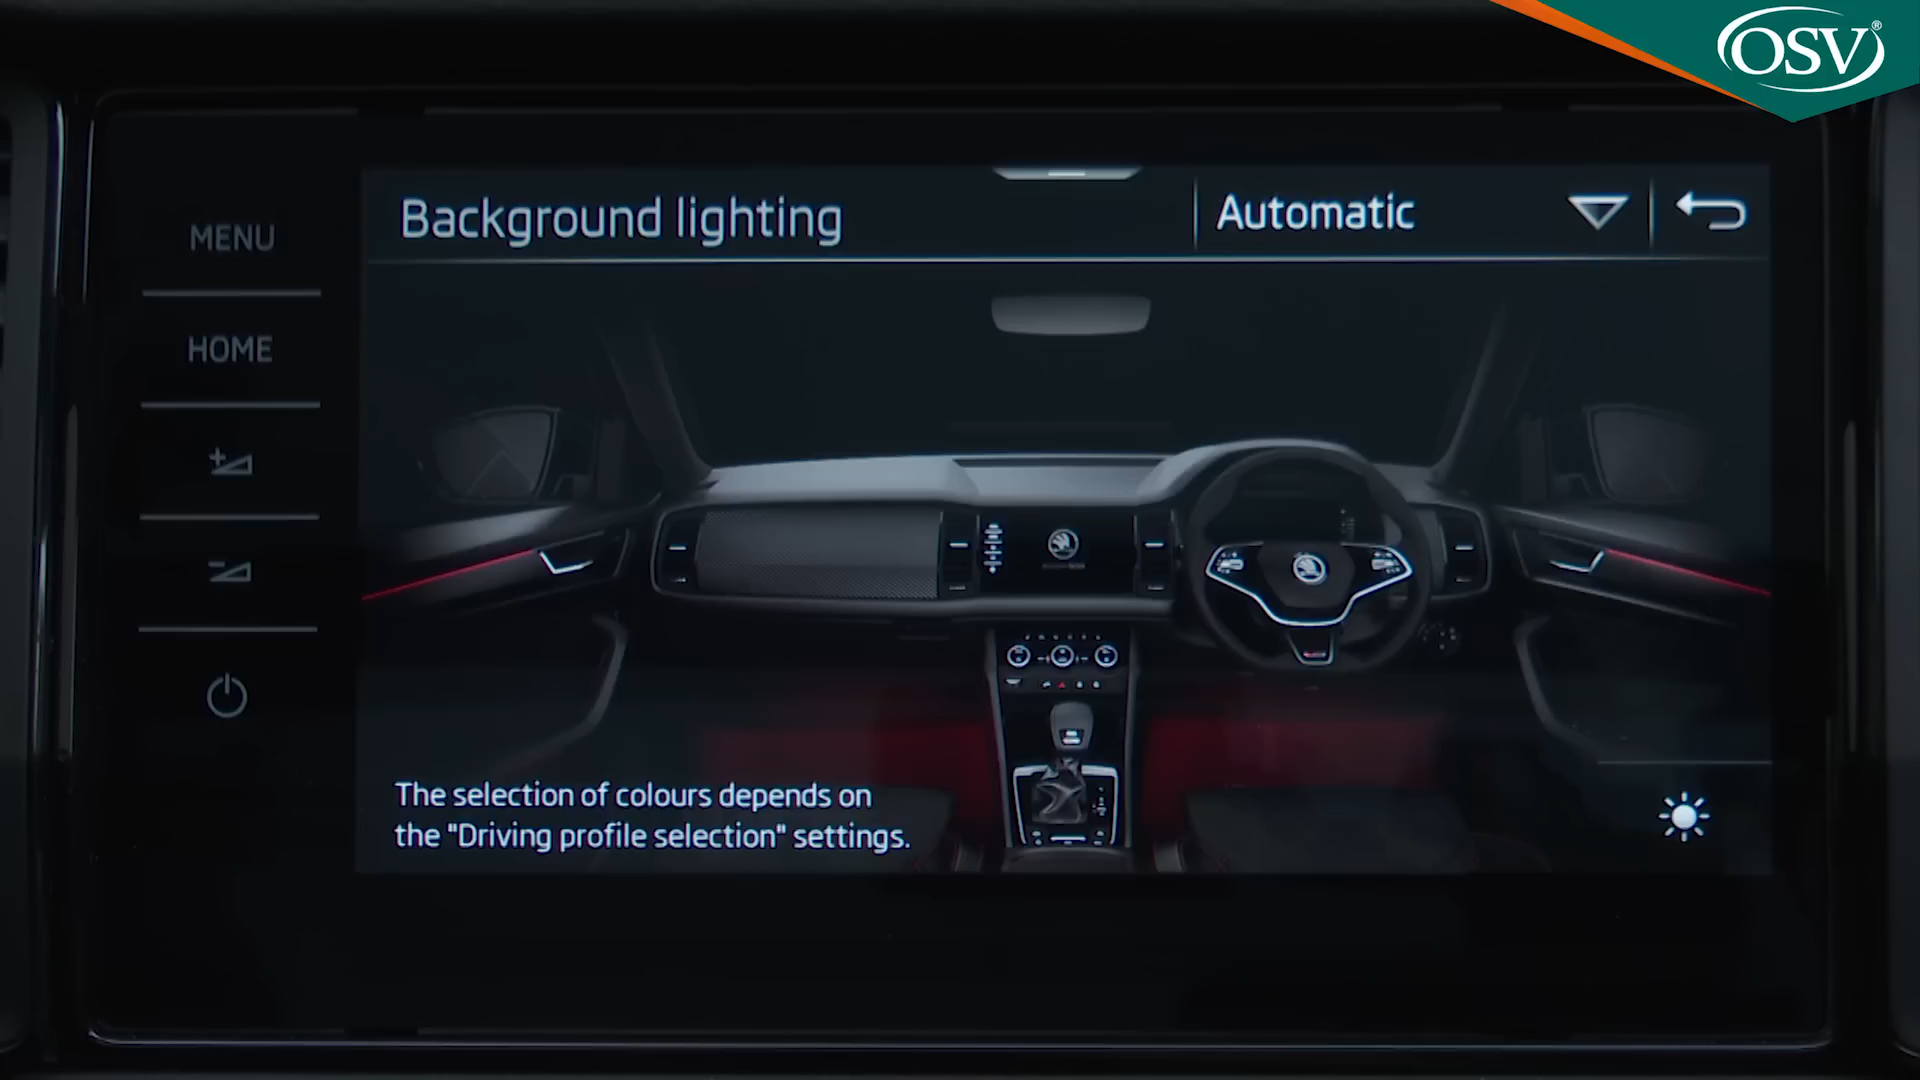 OSV®
MENU
HOME
Background lighting
Automatic
The selection of colours depends on
the "Driving profile selection" settings.